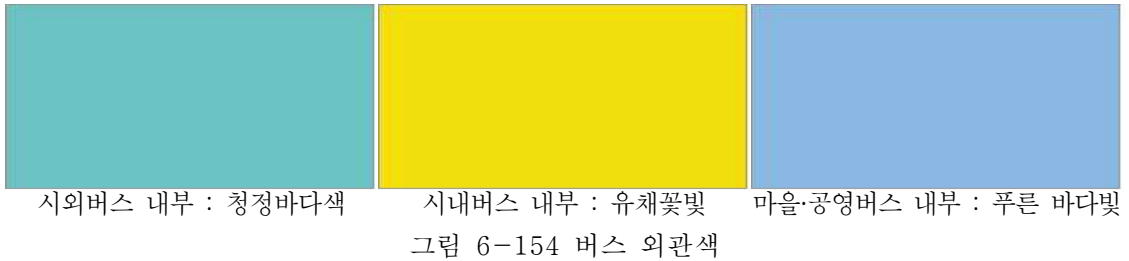 시외버스 내부 : 청정바다색
시내버스 내부 : 유채꽃빛
마을·공영버스 내부 : 푸른 바다빛
그림 6-154 버스 외관색